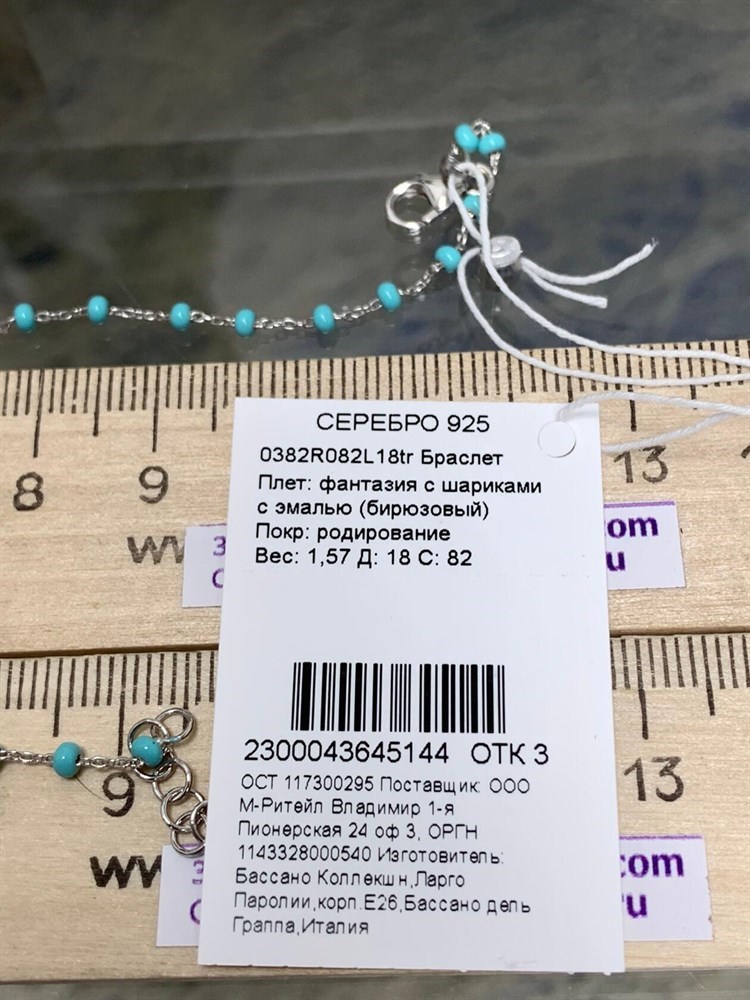 СЕРЕБРО 925
0382R082L18tr Браслет
Плет: фантазия с шариками
с эмалью (бирюзовый)
Покр: родирование
Вес: 1,57 Д: 18 С: 82
2300043645144 ОТК 3
ОСТ 117300295 Поставщик: ООО
М-Ритейл Владимир 1-я
Пионерская 24 оф 3, ОРГН
1143328000540 Изготовитель:
Бассано Коллекшн,Ларго
Паролии,корп.Е26,Бассано дель
Граппа,Италия
8 9 13
com
u
9 13
com
ru